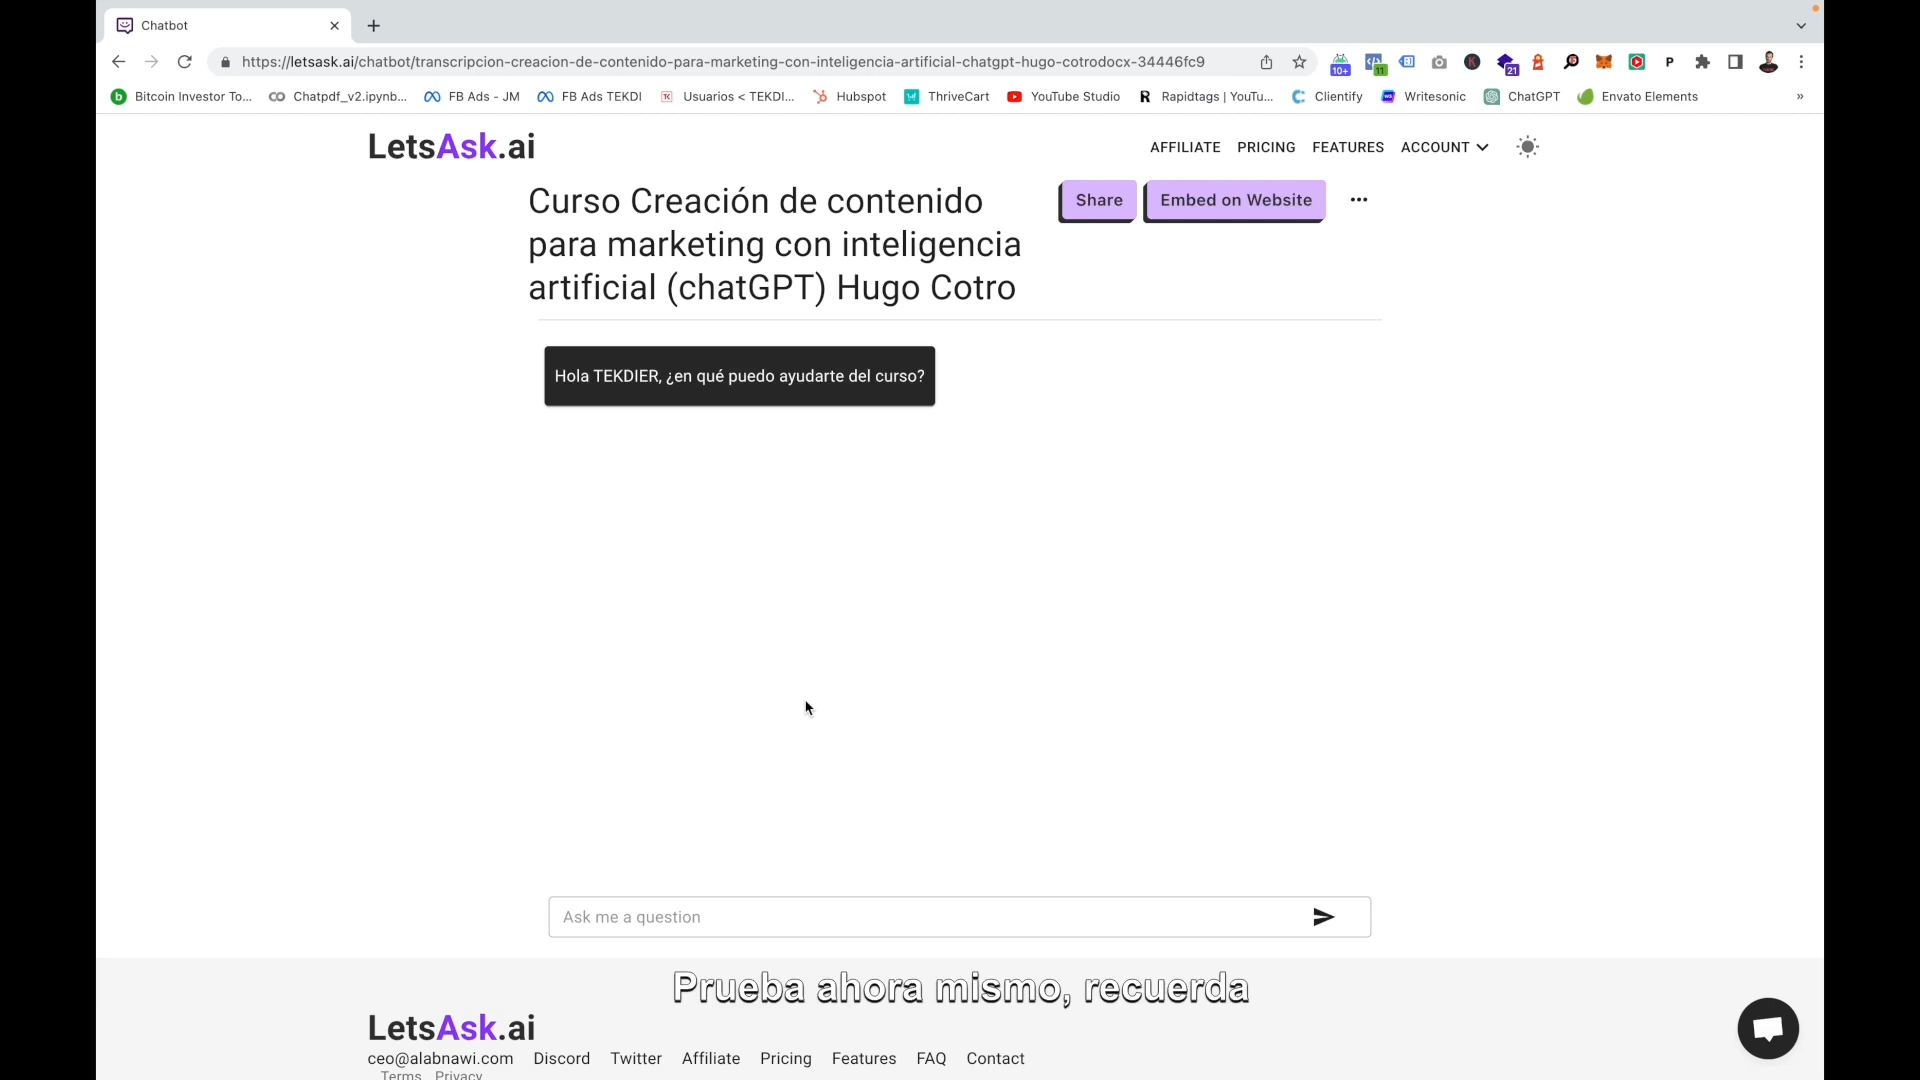 Chatbot
https://letsask.ai/chatbot/transcripcion-creacion-de-contenido-para-marketing-con-inteligencia-artificial-chatgpt-hugo-cotrodocx-34446fc9
10+ 11 21 P
Bitcoin Investor To... Chatpdf_v2.ipynb... FB Ads - JM FB Ads TEKDI Usuarios < TEKDI... Hubspot ThriveCart YouTube Studio Rapidtags | YouTu... Clientify Writesonic ChatGPT Envato Elements »
LetsAsk.ai AFFILIATE PRICING FEATURES ACCOUNT
Curso Creación de contenido
para marketing con inteligencia
artificial (chatGPT) Hugo Cotro
Share Embed on Website
Hola TEKDIER, ¿en qué puedo ayudarte del curso?
Ask me a question
Prueba ahora mismo, recuerda
LetsAsk.ai
ceo@alabnawi.com Discord Twitter Affiliate Pricing Features FAQ Contact
Terms Privacy